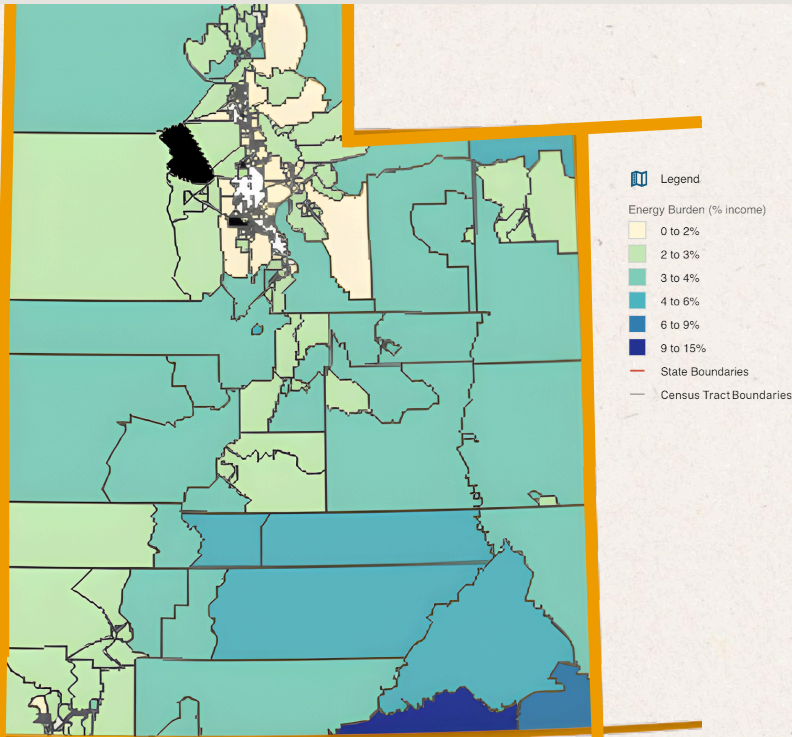 Legend
Energy Burden (% income)
0 to 2%
2 to 3%
3 to 4%
4 to 6%
6 to 9%
9 to 15%
State Boundaries
Census Tract Boundaries